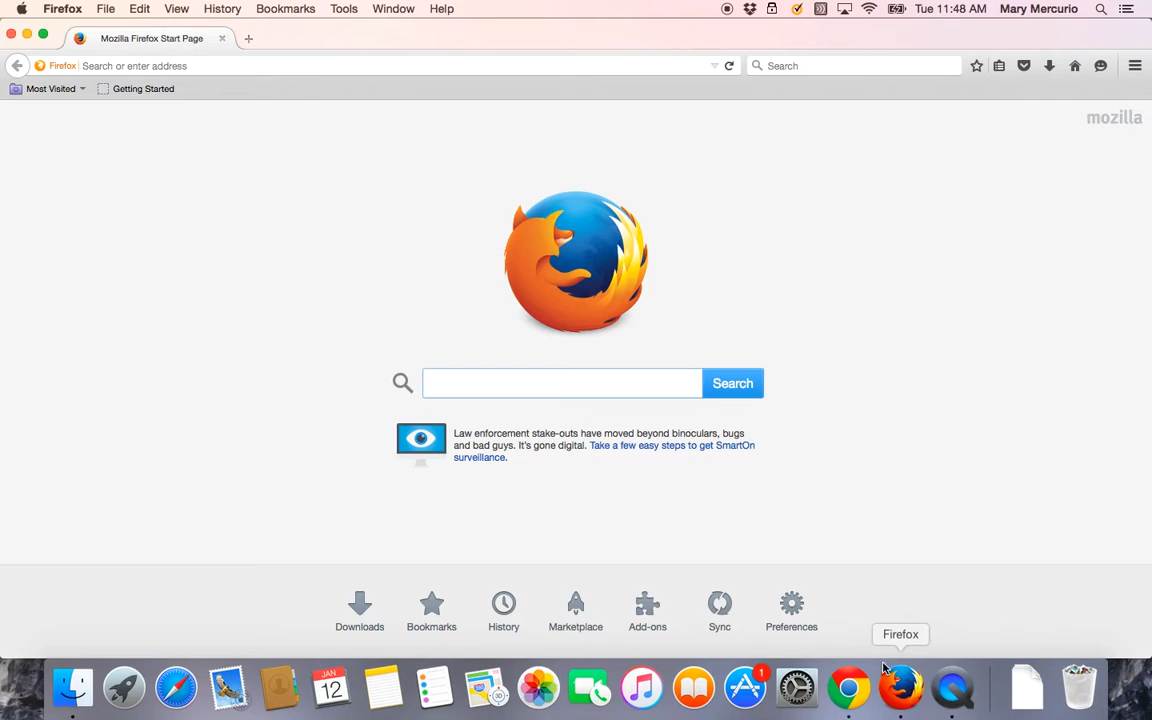 Firefox File Edit View History Bookmarks Tools Window Help Tue 11:48 AM Mary Mercurio
Mozilla Firefox Start Page
Firefox Search or enter address Search
Most Visited Getting Started
mozilla
Search
Law enforcement stake-outs have moved beyond binoculars, bugs
and bad guys. It's gone digital. Take a few easy steps to get SmartOn
surveillance.
Downloads Bookmarks History Marketplace Add-ons Sync Preferences
Firefox
12
3D
1